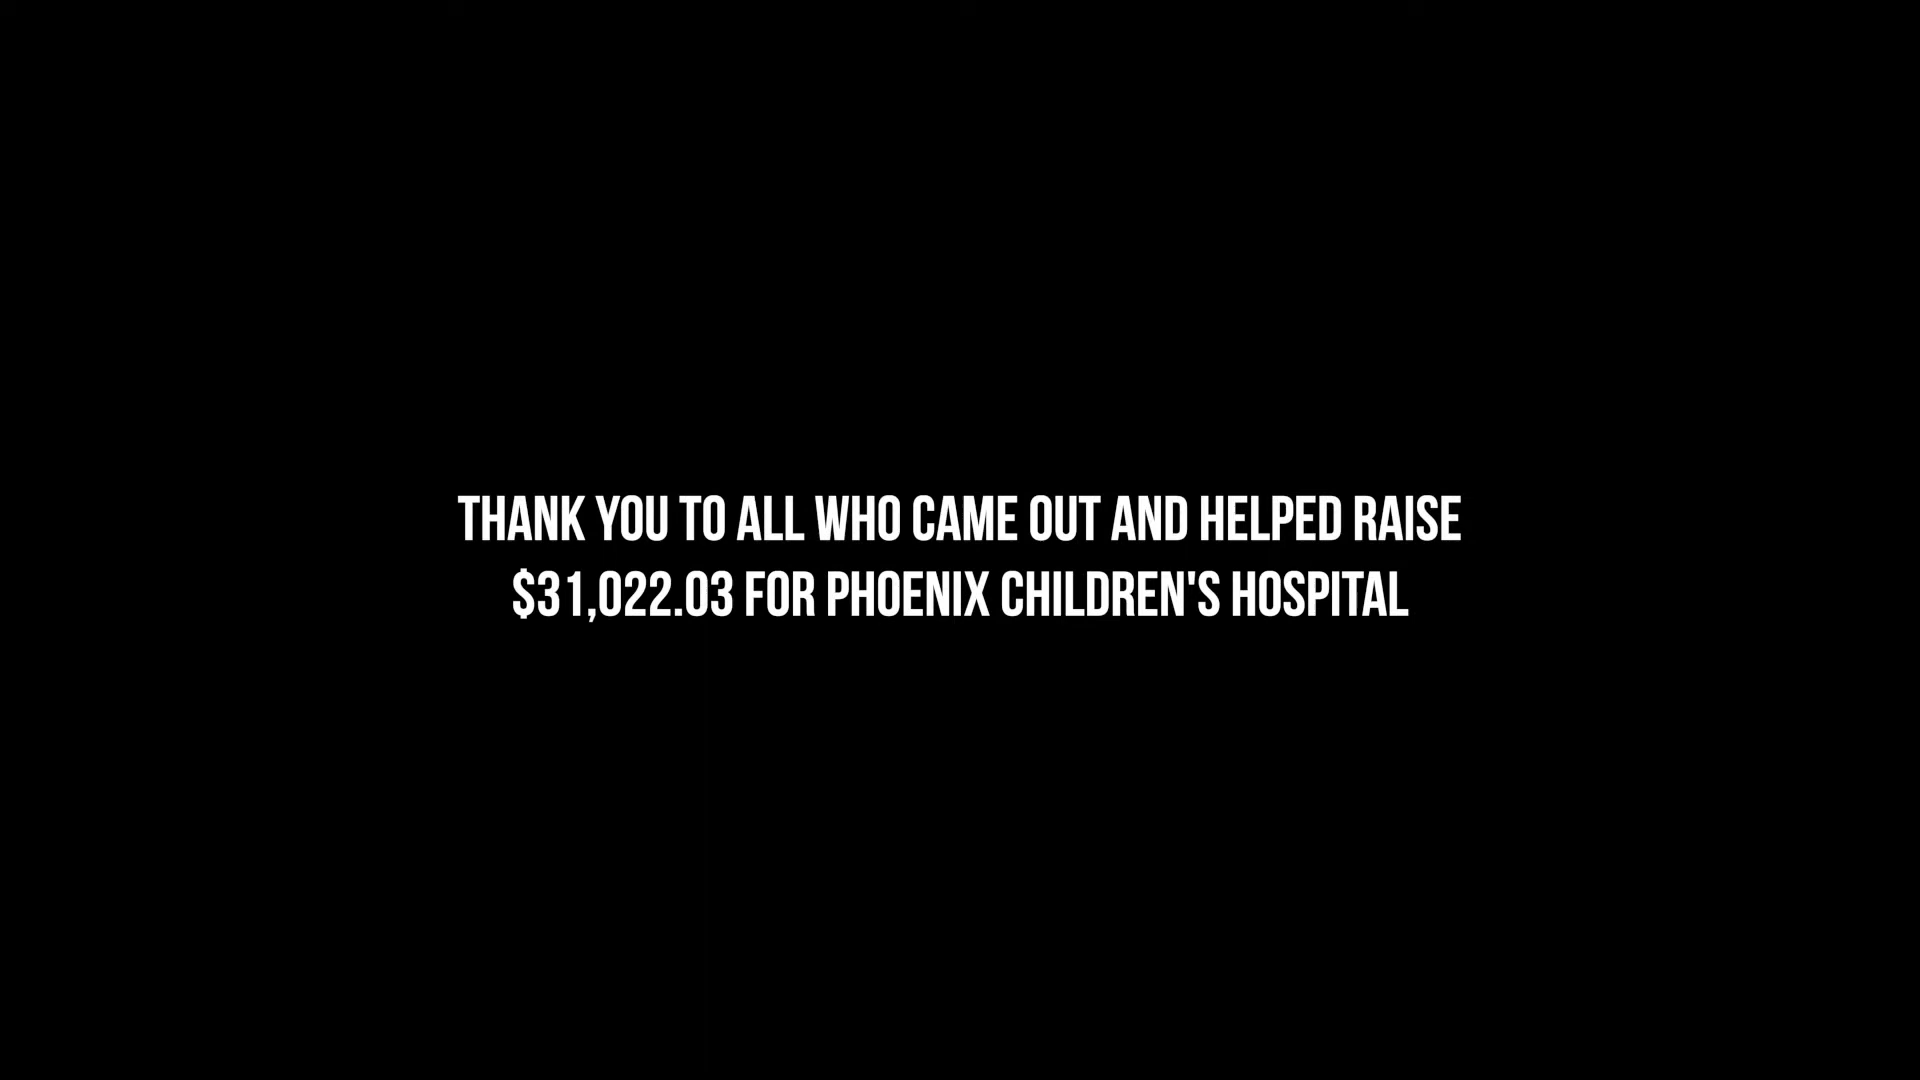 THANK YOU TO ALL WHO CAME OUT AND HELPED RAISE
$31,022.03 FOR PHOENIX CHILDREN'S HOSPITAL